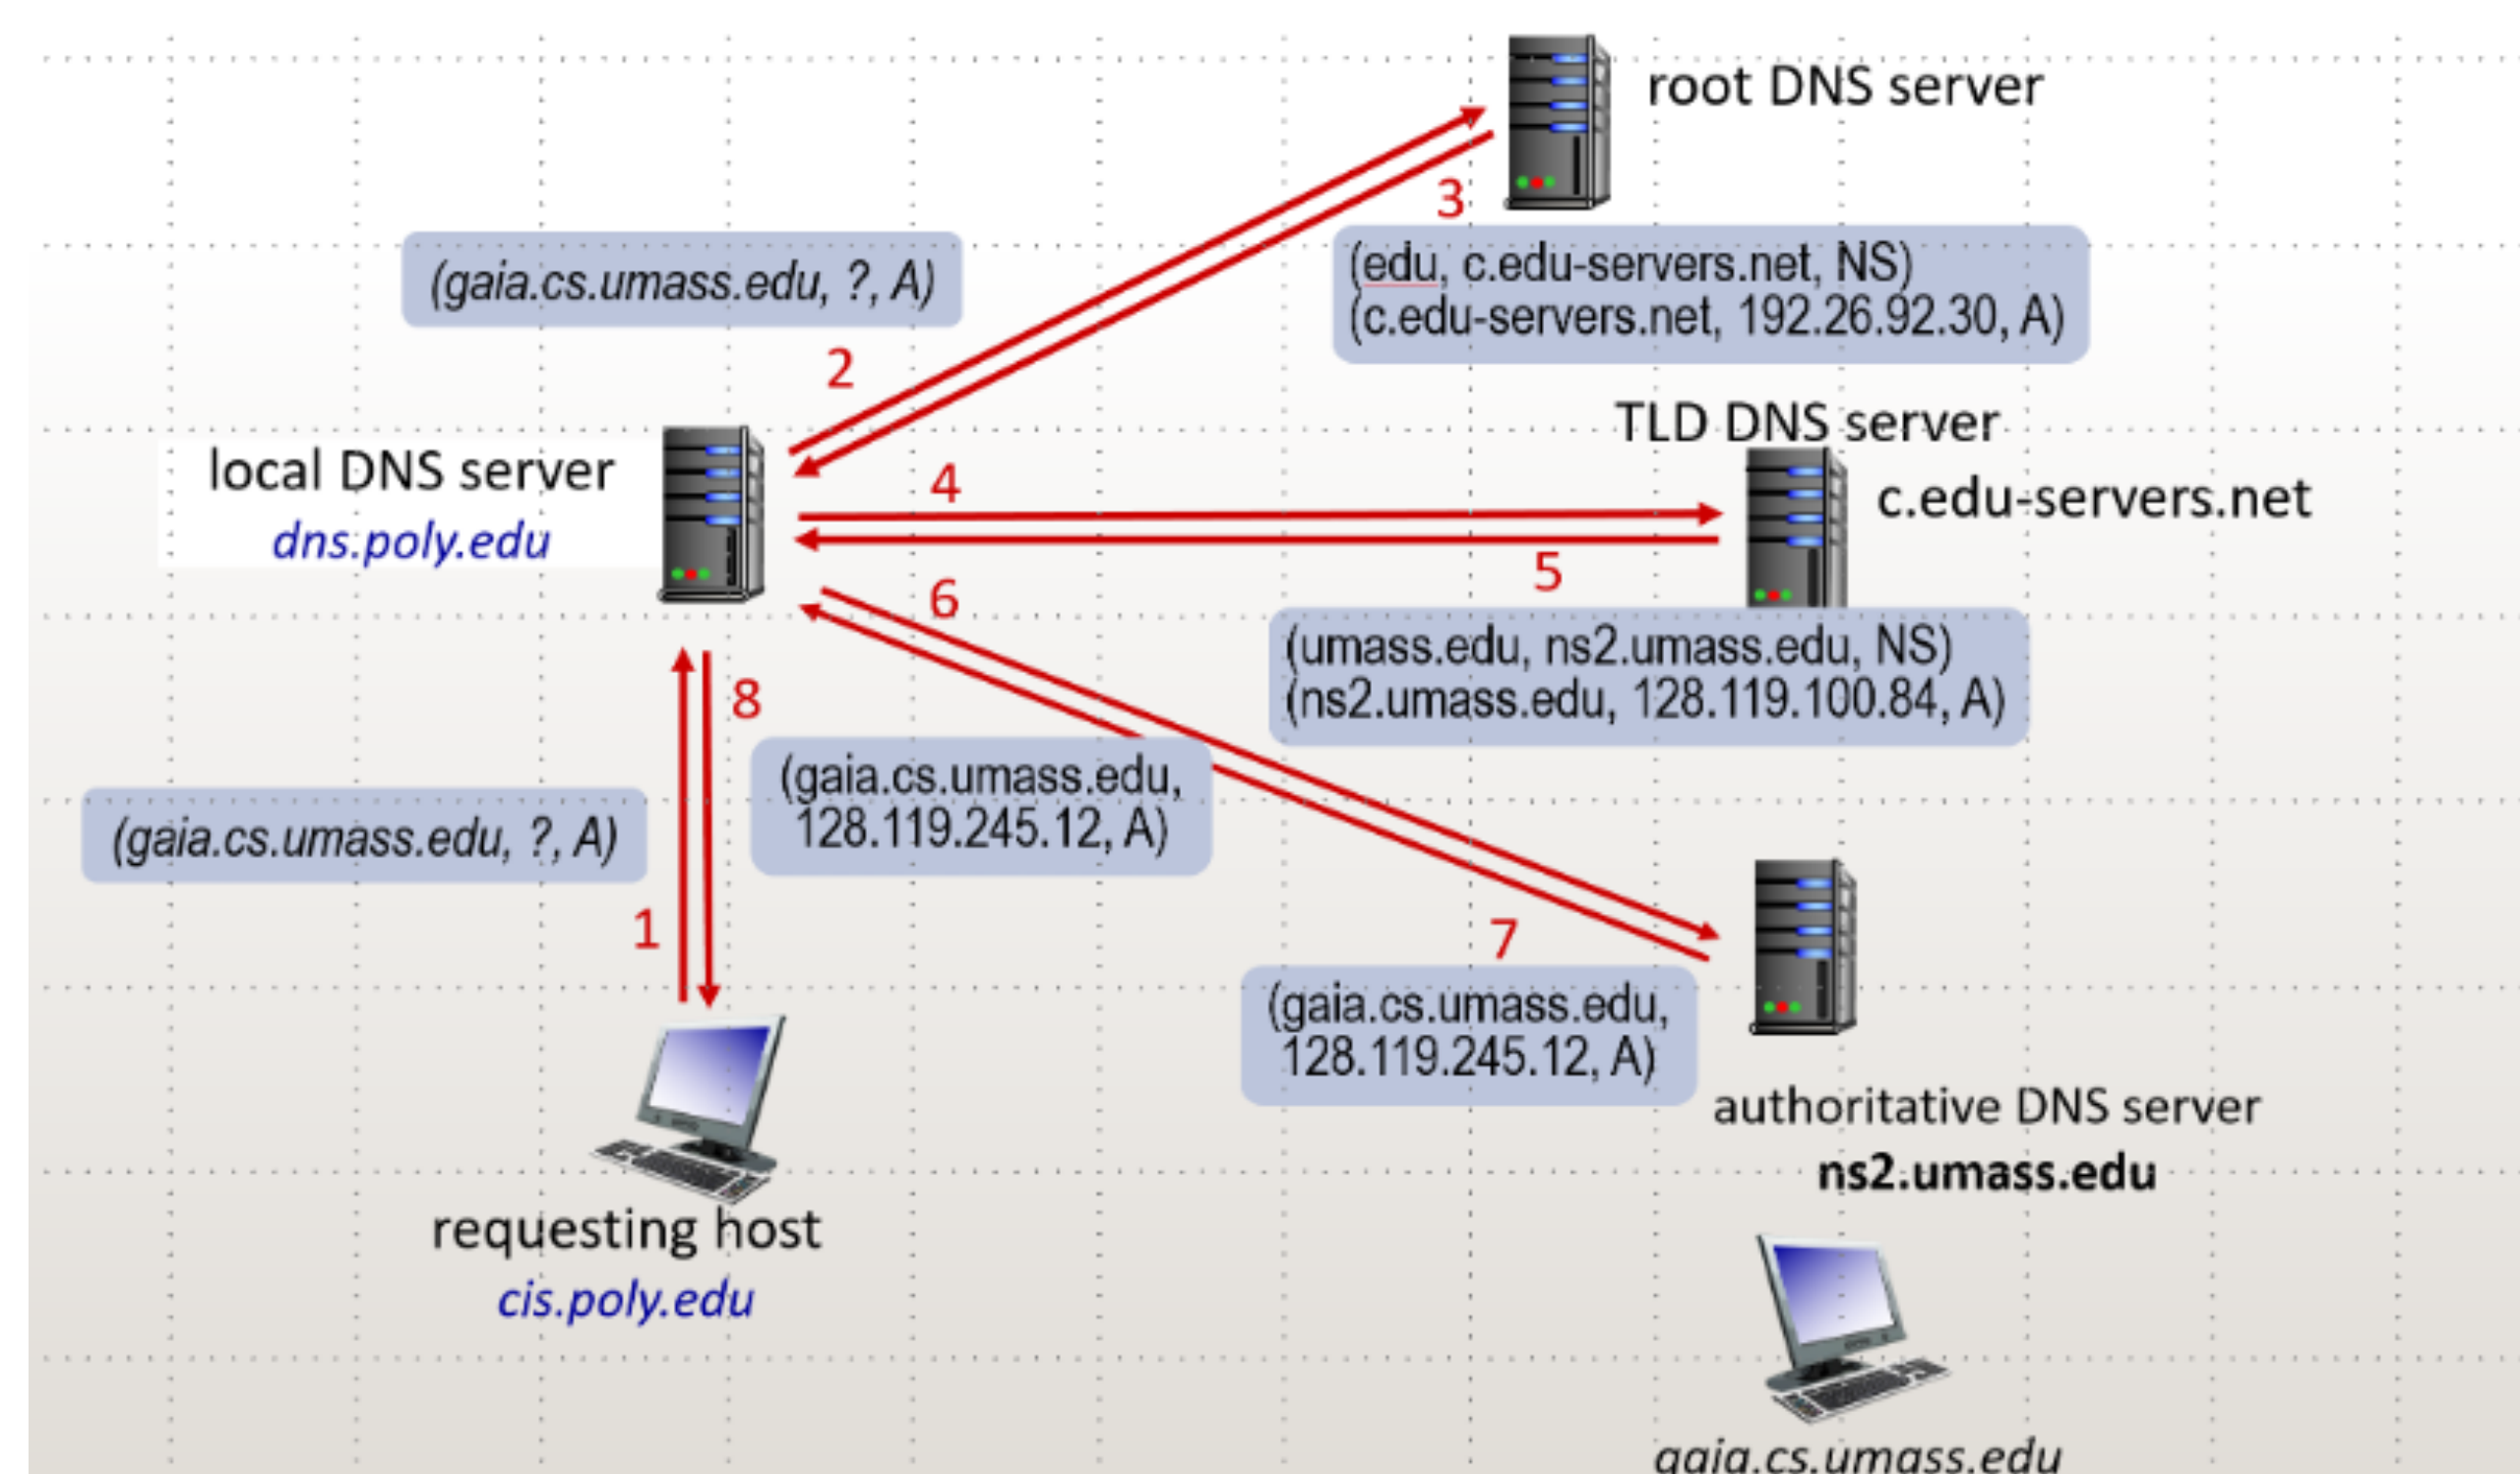 root DNS server
3
(gaia.cs.umass.edu, ?, A)
(edu, c.edu-servers.net, NS)
(c.edu-servers.net, 192.26.92.30, A)
2
TLD DNS server
c.edu-servers.net
local DNS server
dns.poly.edu
4
5
6
(umass.edu, ns2.umass.edu, NS)
(ns2.umass.edu, 128.119.100.84, A)
8
(gaia.cs.umass.edu,
128.119.245.12, A)
(gaia.cs.umass.edu, ?, A)
1
7
(gaia.cs.umass.edu,
128.119.245.12, A)
authoritative DNS server
ns2.umass.edu
requesting host
cis.poly.edu
gaia.cs.umass.edu